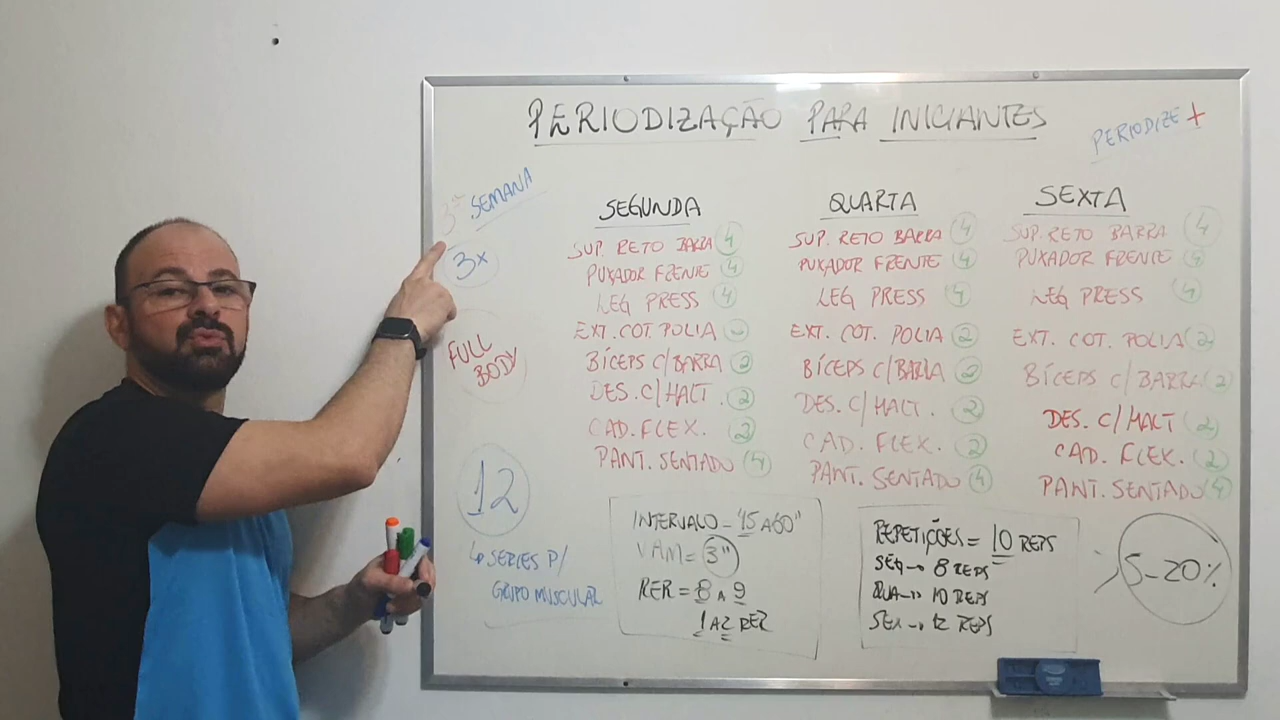 PERIODIZAÇÃO PARA INICIANTES
PERIODIZE +
3ª SEMANA
3x
FULL
BODY
12
↳ SERIES P/
GRUPO MUSCULAR
SEGUNDA
SUP. RETO BARRA 4
PUXADOR FRENTE 4
LEG PRESS 4
EXT. COT. POLIA
BÍCEPS C/BARRA 2
DES. C/HALT. 2
CAD. FLEX. 2
PANT. SENTADO 4
QUARTA
SUP. RETO BARRA 4
PUXADOR FRENTE 4
LEG PRESS 4
EXT. COT. POLIA 2
BÍCEPS C/BARRA 2
DES. C/HALT. 2
CAD. FLEX. 2
PANT. SENTADO 4
SEXTA
SUP. RETO BARRA 4
PUXADOR FRENTE 4
LEG PRESS 4
EXT. COT. POLIA 2
BÍCEPS C/BARRA 2
DES. C/HALT 2
CAD. FLEX. 2
PANT. SENTADO 4
INTERVALO = 45 A 60"
VAM = 3"
RER = 8 A 9
1 A 2 RER
REPETIÇÕES = 10 REPS
SEG → 8 REPS
QUA → 10 REPS
SEX → 12 REPS
5-20%